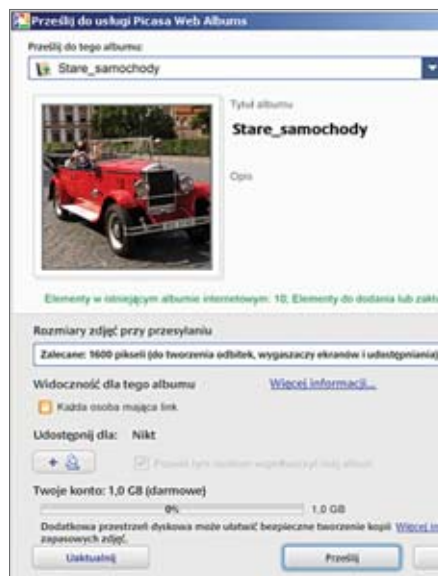 Prześlij do usługi Picasa Web Albums
Prześlij do tego albumu:
Stare_samochody
Tytuł albumu
Stare_samochody
Opis
Elementy w istniejącym albumie internetowym: 10; Elementy do dodania lub
Rozmiary zdjęć przy przesyłaniu
Zalecane: 1600 pikseli (do tworzenia odbitek, wygaszaczy ekranów i udostępniania)
Widoczność dla tego albumu Więcej informacji...
Każda osoba mająca link
Udostępnij dla: Nikt
+
Twoje konto: 1,0 GB (darmowe)
0% 1,0 GB
Dodatkowa przestrzeń dyskowa może ułatwić bezpieczne tworzenie kopii Więcej
zapasowych zdjęć.
Uaktualnij Prześlij